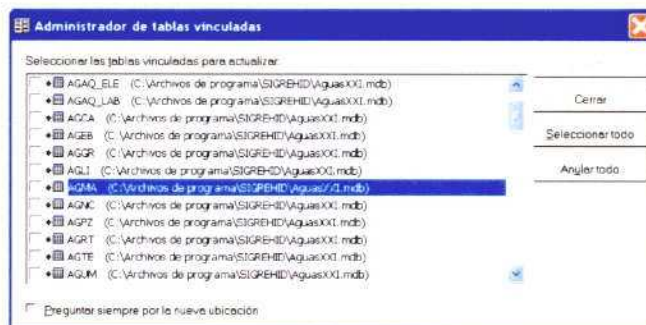 Administrador de tablas vinculadas
Seleccionar las tablas vinculadas para actualizar:
AGAQ_ELE (C:\Archivos de programa\SIGREHID\AguasXXI.mdb)
AGAQ_LAB (C:\Archivos de programa\SIGREHID\AguasXXI.mdb)
AGCA (C:\Archivos de programa\SIGREHID\AguasXXI.mdb)
AGEB (C:\Archivos de programa\SIGREHID\AguasXXI.mdb)
AGGR (C:\Archivos de programa\SIGREHID\AguasXXI.mdb)
AGLI (C:\Archivos de programa\SIGREHID\AguasXXI.mdb)
AGMA (C:\Archivos de programa\SIGREHID\AguasXXI.mdb)
AGNC (C:\Archivos de programa\SIGREHID\AguasXXI.mdb)
AGPZ (C:\Archivos de programa\SIGREHID\AguasXXI.mdb)
AGRT (C:\Archivos de programa\SIGREHID\AguasXXI.mdb)
AGTE (C:\Archivos de programa\SIGREHID\AguasXXI.mdb)
AGUM (C:\Archivos de programa\SIGREHID\AguasXXI.mdb)
Cerrar
Seleccionar todo
Anular todo
Preguntar siempre por la nueva ubicación